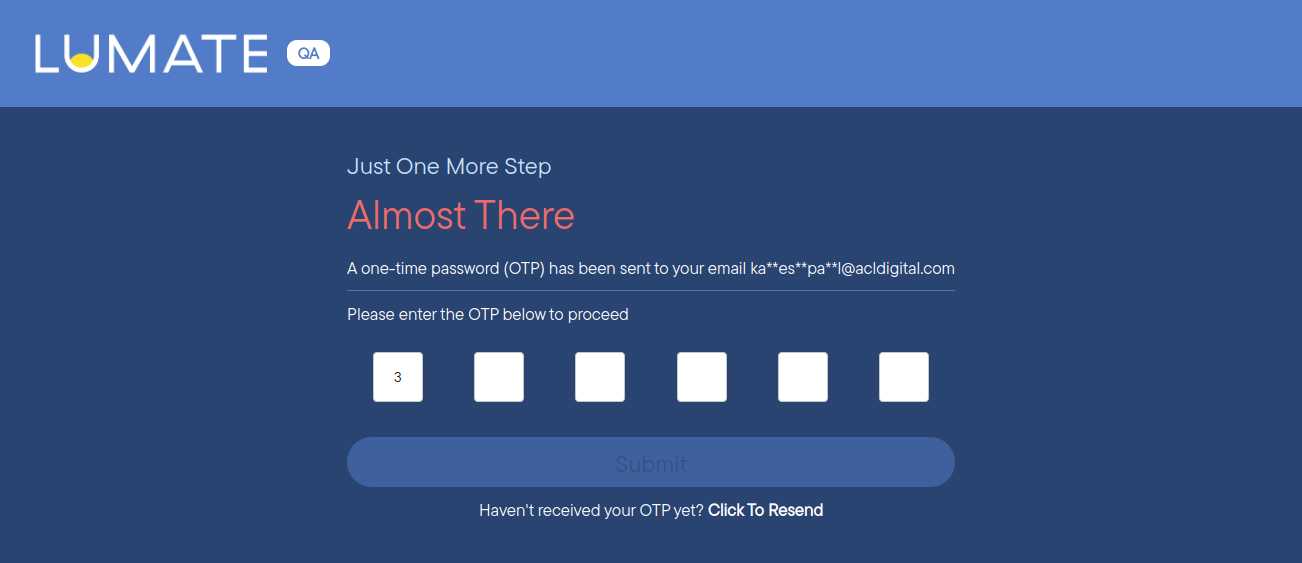 LUMATE QA
Just One More Step
Almost There
A one-time password (OTP) has been sent to your email ka**es**pa**l@acldigital.com
Please enter the OTP below to proceed
3
Submit
Haven't received your OTP yet? Click To Resend